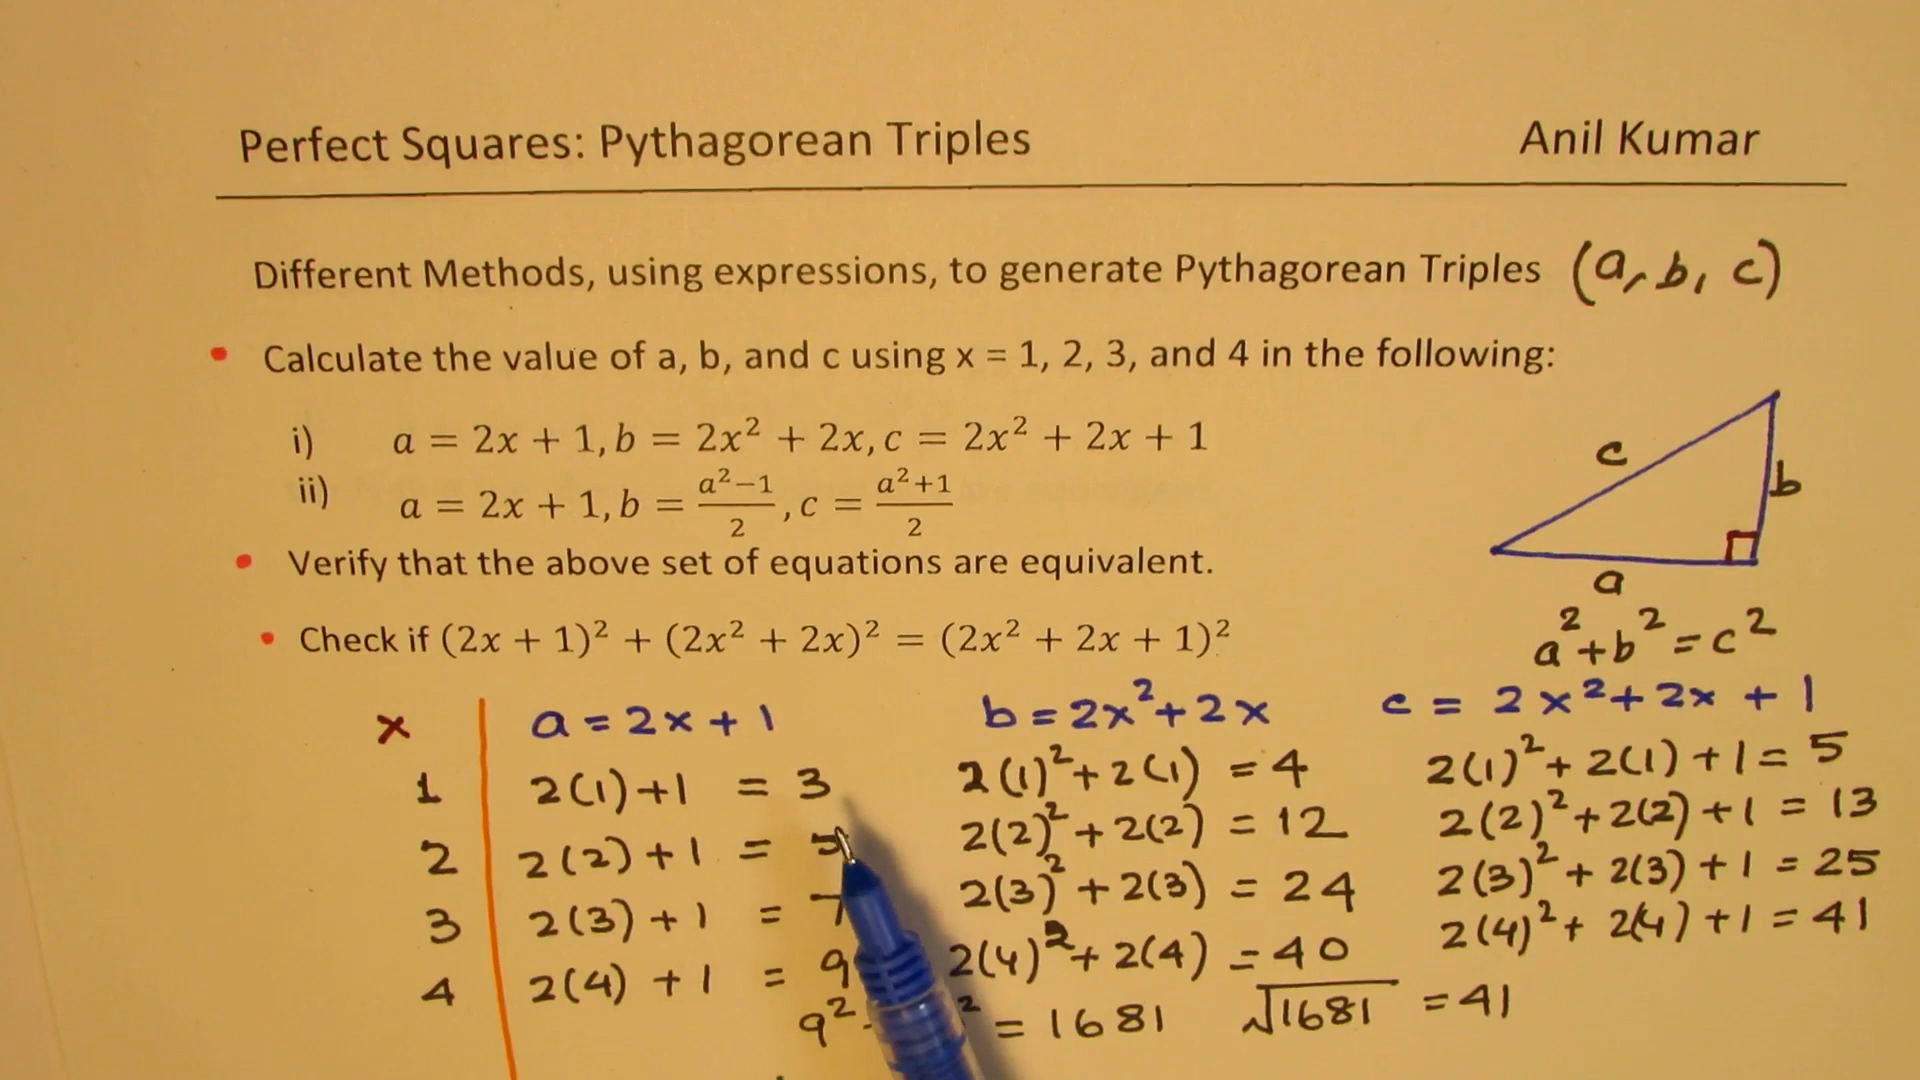 Perfect Squares: Pythagorean Triples Anil Kumar
Different Methods, using expressions, to generate Pythagorean Triples (a, b, c)
• Calculate the value of a, b, and c using x = 1, 2, 3, and 4 in the following:
i) a = 2x + 1, b = 2x² + 2x, c = 2x² + 2x + 1
ii) a = 2x + 1, b = (a²−1)/2, c = (a²+1)/2
• Verify that the above set of equations are equivalent.
• Check if (2x + 1)² + (2x² + 2x)² = (2x² + 2x + 1)²
c
b
a
a² + b² = c²
x a = 2x + 1 b = 2x² + 2x c = 2x² + 2x + 1
1 2(1)+1 = 3 2(1)² + 2(1) = 4 2(1)² + 2(1) + 1 = 5
2 2(2)+1 = 5 2(2)² + 2(2) = 12 2(2)² + 2(2) + 1 = 13
3 2(3)+1 = 7 2(3)² + 2(3) = 24 2(3)² + 2(3) + 1 = 25
4 2(4)+1 = 9 2(4)² + 2(4) = 40 2(4)² + 2(4) + 1 = 41
9² ² = 1681 √1681 = 41